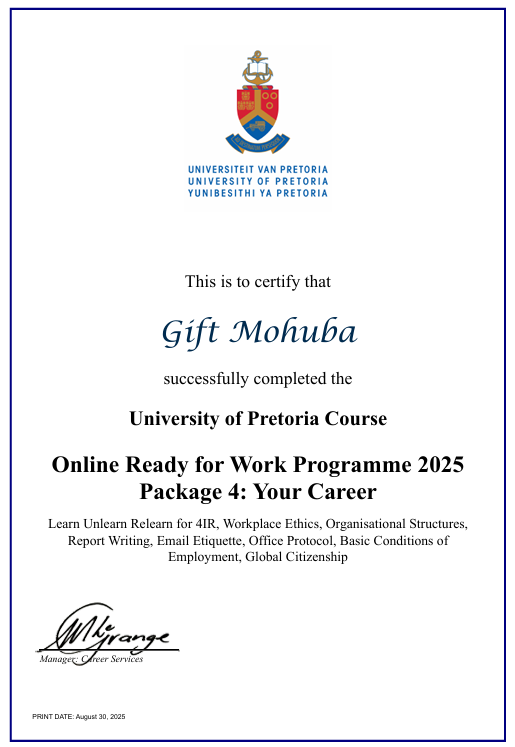 UNIVERSITEIT VAN PRETORIA
UNIVERSITY OF PRETORIA
YUNIBESITHI YA PRETORIA
This is to certify that
Gift Mohuba
successfully completed the
University of Pretoria Course
Online Ready for Work Programme 2025
Package 4: Your Career
Learn Unlearn Relearn for 4IR, Workplace Ethics, Organisational Structures,
Report Writing, Email Etiquette, Office Protocol, Basic Conditions of
Employment, Global Citizenship
Manager: Career Services
PRINT DATE: August 30, 2025